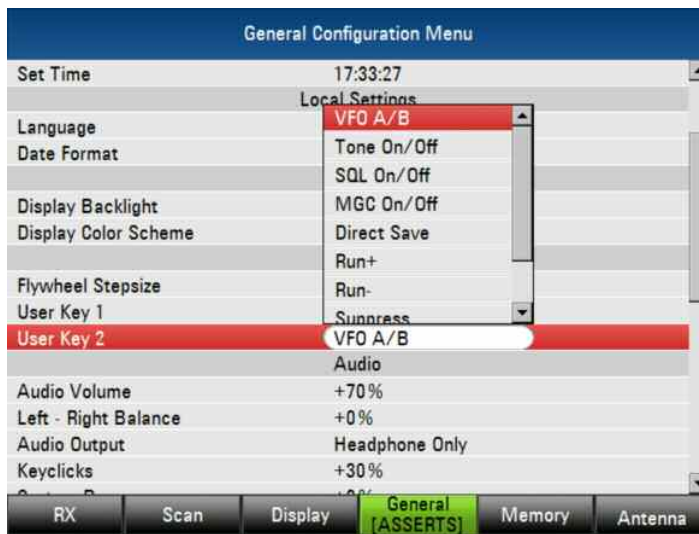 General Configuration Menu
Set Time 17:33:27
Local Settings
Language
Date Format
Display Backlight
Display Color Scheme
Flywheel Stepsize
User Key 1
VFO A/B
Tone On/Off
SQL On/Off
MGC On/Off
Direct Save
Run+
Run-
Suppress
User Key 2 VFO A/B
Audio
Audio Volume +70%
Left - Right Balance +0%
Audio Output Headphone Only
Keyclicks +30%
RX Scan Display General [ASSERTS] Memory Antenna